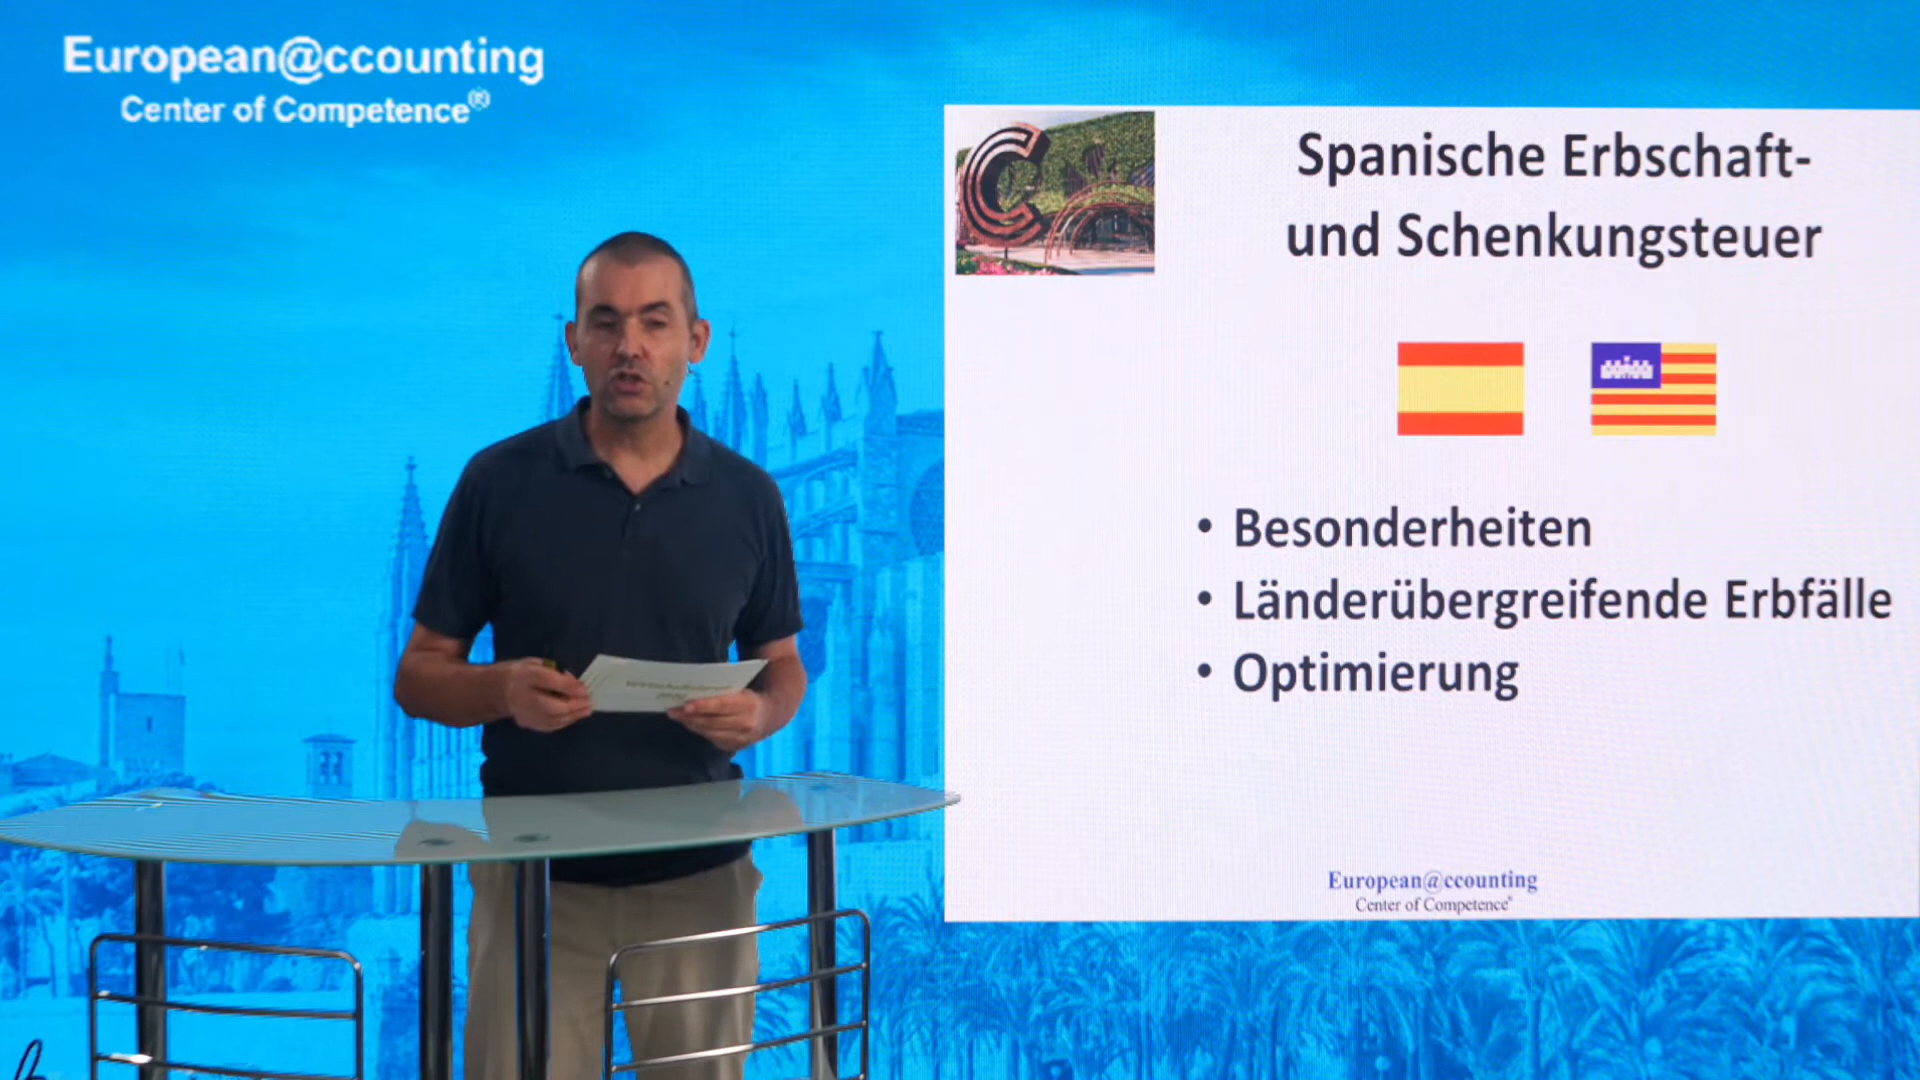 European@ccounting
Center of Competence®
Spanische Erbschaft-
und Schenkungsteuer
• Besonderheiten
• Länderübergreifende Erbfälle
• Optimierung
European@ccounting
Center of Competence®